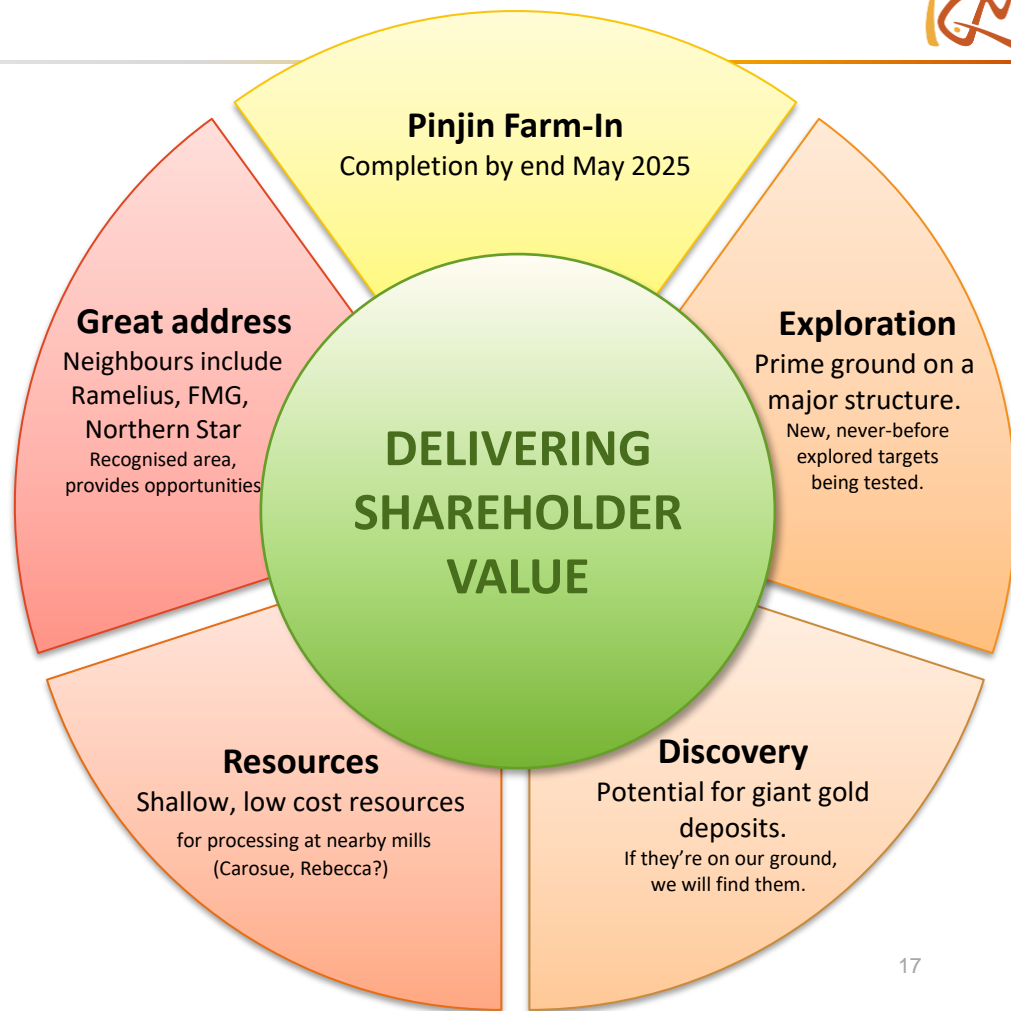 Pinjin Farm-In
Completion by end May 2025
Great address
Neighbours include
Ramelius, FMG,
Northern Star
Recognised area,
provides opportunities
Exploration
Prime ground on a
major structure.
New, never-before
explored targets
being tested.
DELIVERING
SHAREHOLDER
VALUE
Resources
Shallow, low cost resources
for processing at nearby mills
(Carosue, Rebecca?)
Discovery
Potential for giant gold
deposits.
If they’re on our ground,
we will find them.
17